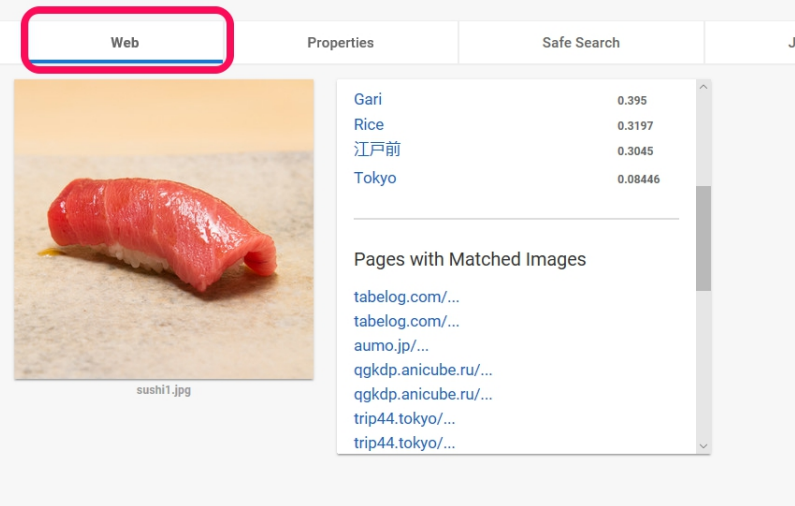 Web
Properties
Safe Search
J
Gari 0.395
Rice 0.3197
江戸前 0.3045
Tokyo 0.08446
Pages with Matched Images
tabelog.com/...
tabelog.com/...
aumo.jp/...
qgkdp.anicube.ru/...
qgkdp.anicube.ru/...
trip44.tokyo/...
trip44.tokyo/...
sushi1.jpg